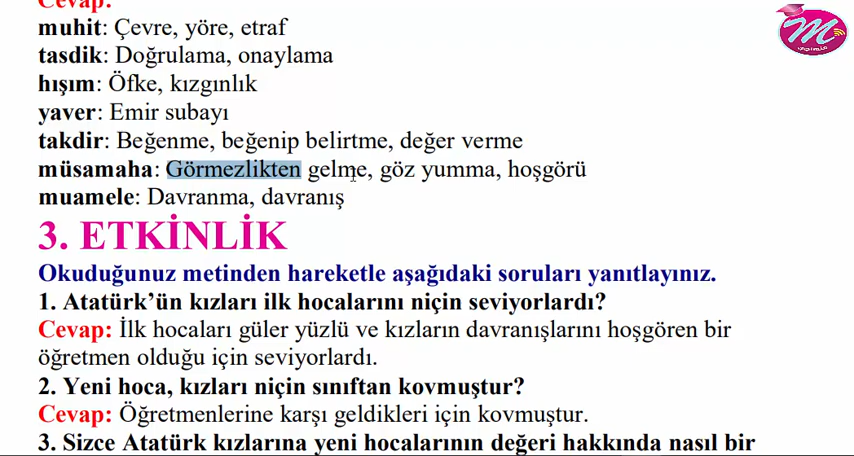 Cevap:
muhit: Çevre, yöre, etraf
tasdik: Doğrulama, onaylama
hışım: Öfke, kızgınlık
yaver: Emir subayı
takdir: Beğenme, beğenip belirtme, değer verme
müsamaha: Görmezlikten gelme, göz yumma, hoşgörü
muamele: Davranma, davranış
3. ETKİNLİK
Okuduğunuz metinden hareketle aşağıdaki soruları yanıtlayınız.
1. Atatürk’ün kızları ilk hocalarını niçin seviyorlardı?
Cevap: İlk hocaları güler yüzlü ve kızların davranışlarını hoşgören bir
öğretmen olduğu için seviyorlardı.
2. Yeni hoca, kızları niçin sınıftan kovmuştur?
Cevap: Öğretmenlerine karşı geldikleri için kovmuştur.
3. Sizce Atatürk kızlarına yeni hocalarının değeri hakkında nasıl bir